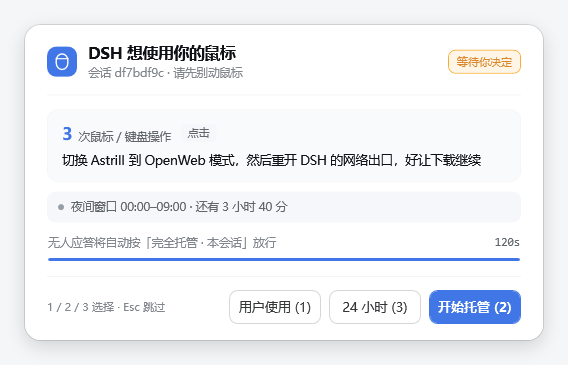 DSH 想使用你的鼠标
会话 df7bdf9c · 请先别动鼠标
等待你决定
3 次鼠标 / 键盘操作 点击
切换 Astrill 到 OpenWeb 模式，然后重开 DSH 的网络出口，好让下载继续
夜间窗口 00:00–09:00 · 还有 3 小时 40 分
无人应答将自动按「完全托管 · 本会话」放行 120s
1 / 2 / 3 选择 · Esc 跳过
用户使用 (1)
24 小时 (3)
开始托管 (2)